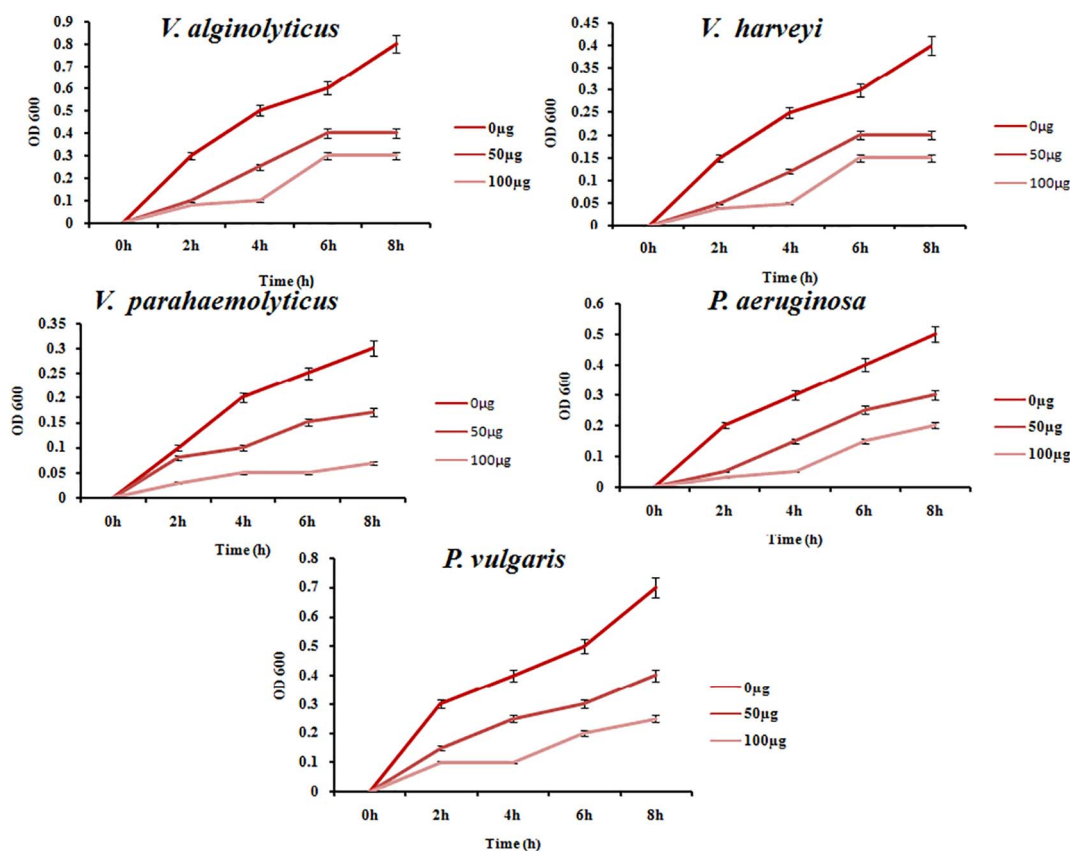 V. alginolyticus
0.9
0.8
0.7
0.6
0.5
0.4
0.3
0.2
0.1
0
OD 600
0h 2h 4h 6h 8h
Time (h)
0µg
50µg
100µg
V. harveyi
0.45
0.4
0.35
0.3
0.25
0.2
0.15
0.1
0.05
0
OD 600
0h 2h 4h 6h 8h
Time (h)
0µg
50µg
100µg
V. parahaemolyticus
0.35
0.3
0.25
0.2
0.15
0.1
0.05
0
OD 600
0h 2h 4h 6h 8h
Time (h)
0µg
50µg
100µg
P. aeruginosa
0.6
0.5
0.4
0.3
0.2
0.1
0
OD 600
0h 2h 4h 6h 8h
Time (h)
0µg
50µg
100µg
P. vulgaris
0.8
0.7
0.6
0.5
0.4
0.3
0.2
0.1
0
OD 600
0h 2h 4h 6h 8h
Time (h)
0µg
50µg
100µg